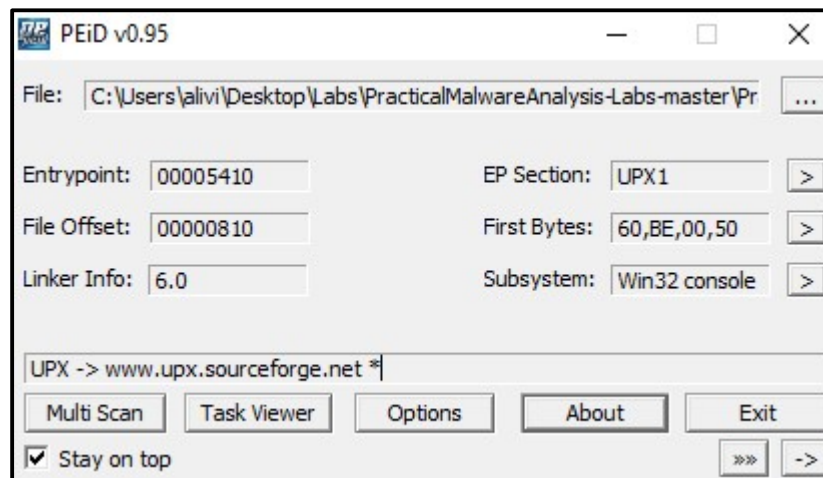 PEiD v0.95
File: C:\Users\alivi\Desktop\Labs\PracticalMalwareAnalysis-Labs-master\Pr ...
Entrypoint: 00005410 EP Section: UPX1 >
File Offset: 00000810 First Bytes: 60,BE,00,50 >
Linker Info: 6.0 Subsystem: Win32 console >
UPX -> www.upx.sourceforge.net *
Multi Scan Task Viewer Options About Exit
Stay on top »» ->